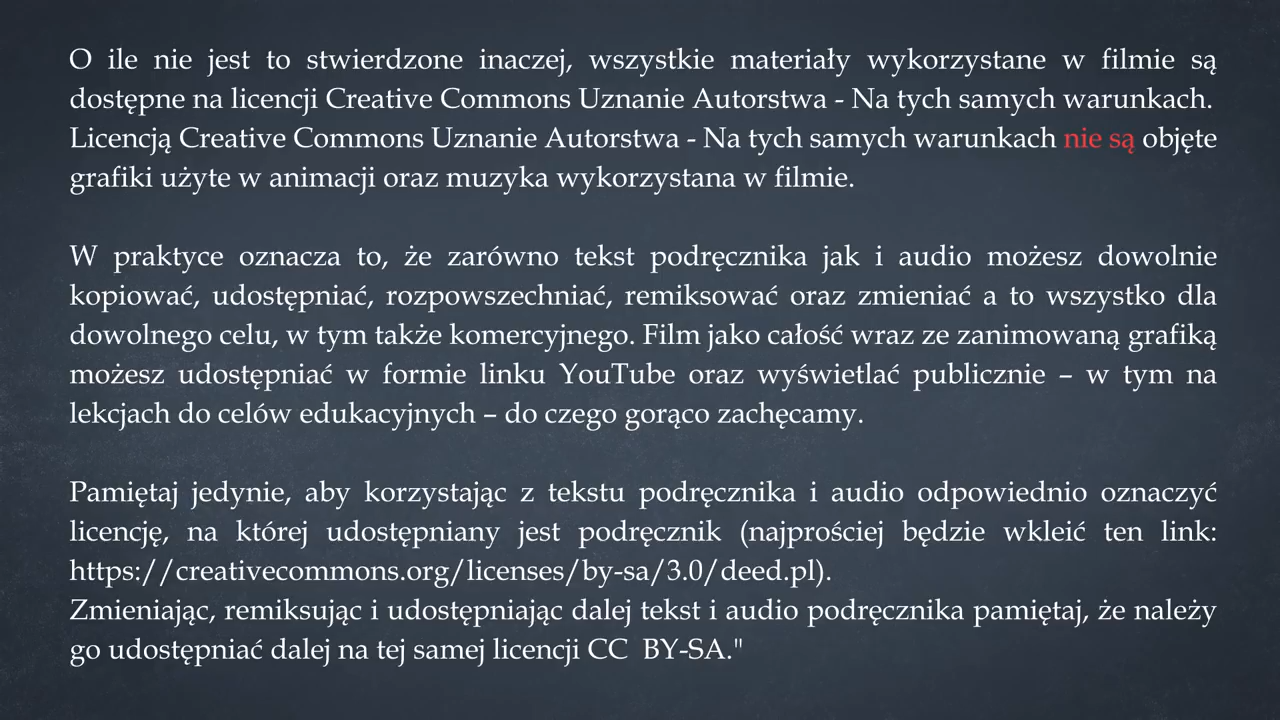 O ile nie jest to stwierdzone inaczej, wszystkie materiały wykorzystane w filmie są
dostępne na licencji Creative Commons Uznanie Autorstwa - Na tych samych warunkach.
Licencją Creative Commons Uznanie Autorstwa - Na tych samych warunkach nie są objęte
grafiki użyte w animacji oraz muzyka wykorzystana w filmie.
W praktyce oznacza to, że zarówno tekst podręcznika jak i audio możesz dowolnie
kopiować, udostępniać, rozpowszechniać, remiksować oraz zmieniać a to wszystko dla
dowolnego celu, w tym także komercyjnego. Film jako całość wraz ze zanimowaną grafiką
możesz udostępniać w formie linku YouTube oraz wyświetlać publicznie – w tym na
lekcjach do celów edukacyjnych – do czego gorąco zachęcamy.
Pamiętaj jedynie, aby korzystając z tekstu podręcznika i audio odpowiednio oznaczyć
licencję, na której udostępniany jest podręcznik (najprościej będzie wkleić ten link:
https://creativecommons.org/licenses/by-sa/3.0/deed.pl).
Zmieniając, remiksując i udostępniając dalej tekst i audio podręcznika pamiętaj, że należy
go udostępniać dalej na tej samej licencji CC  BY-SA."